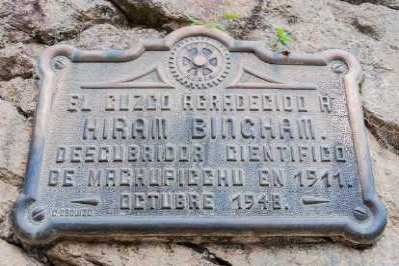 EL CUZCO AGRADECIDO A
HIRAM BINGHAM.
DESCUBRIDOR CIENTIFICO
DE MACHUPICCHU EN 1911.
OCTUBRE 1948.